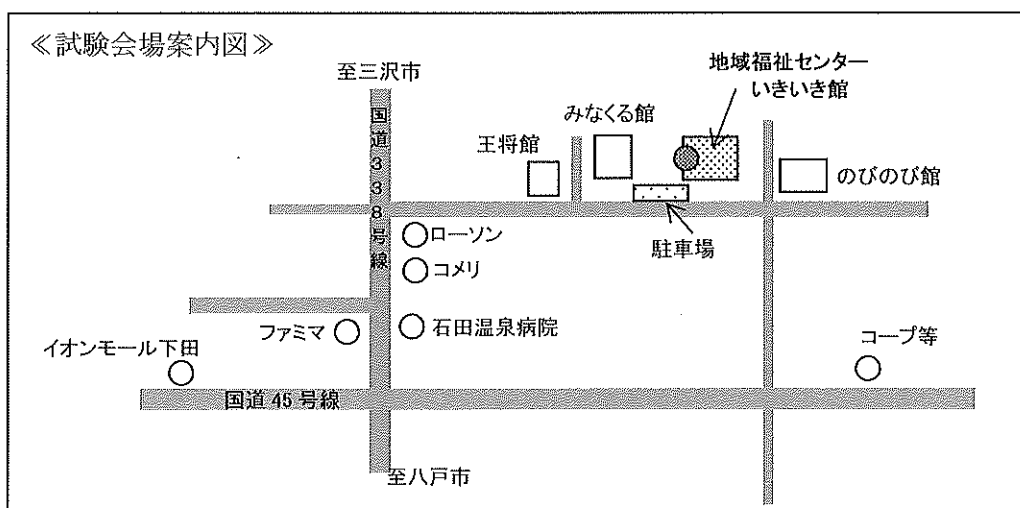 ≪試験会場案内図≫
至三沢市
国道338号線
地域福祉センター
いきいき館
みなくる館
王将館
のびのび館
駐車場
ローソン
コメリ
ファミマ
石田温泉病院
イオンモール下田
コープ等
国道45号線
至八戸市